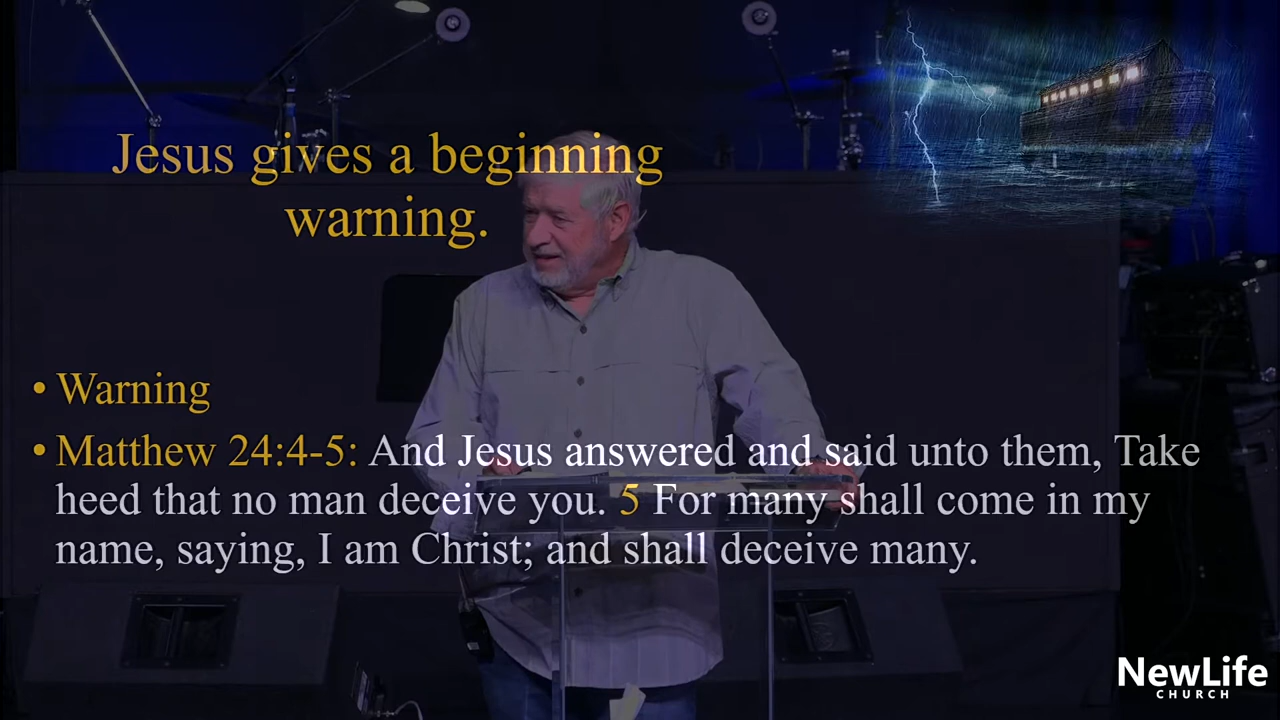 Jesus gives a beginning
warning.
• Warning
• Matthew 24:4-5: And Jesus answered and said unto them, Take
heed that no man deceive you. 5 For many shall come in my
name, saying, I am Christ; and shall deceive many.
NewLife
CHURCH